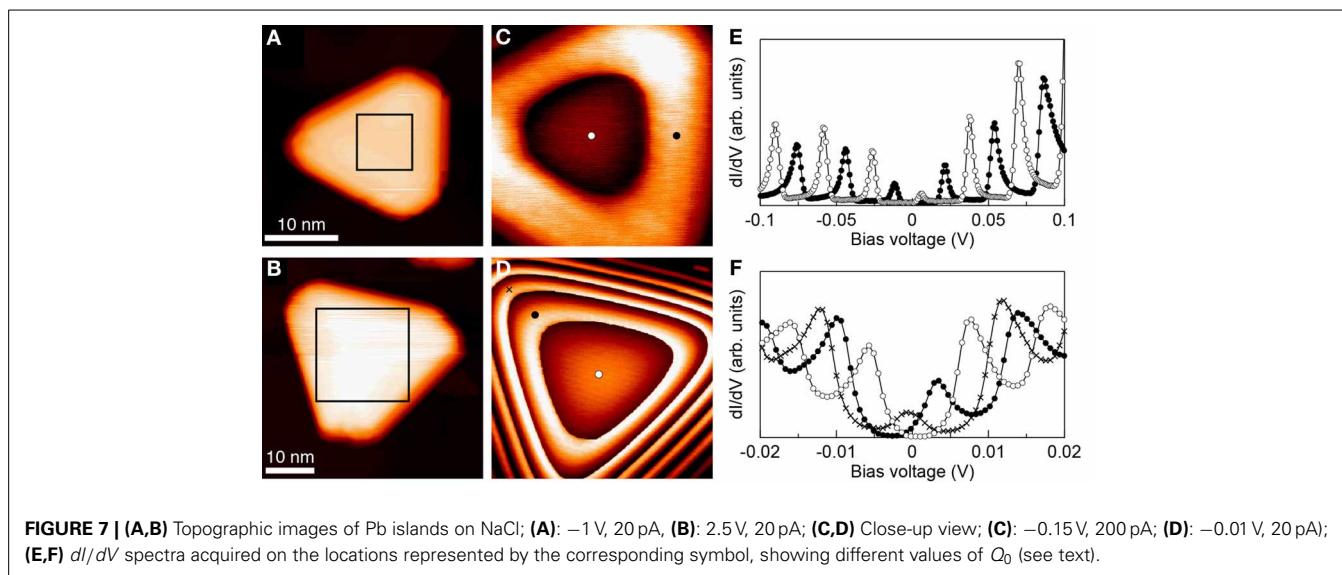 A
10 nm
C
E
dI/dV (arb. units)
-0.1 -0.05 0 0.05 0.1
Bias voltage (V)
B
10 nm
D
F
dI/dV (arb. units)
-0.02 -0.01 0 0.01 0.02
Bias voltage (V)
FIGURE 7 | (A,B) Topographic images of Pb islands on NaCl; (A): −1 V, 20 pA, (B): 2.5 V, 20 pA; (C,D) Close-up view; (C): −0.15 V, 200 pA; (D): −0.01 V, 20 pA);
(E,F) dI/dV spectra acquired on the locations represented by the corresponding symbol, showing different values of Q₀ (see text).